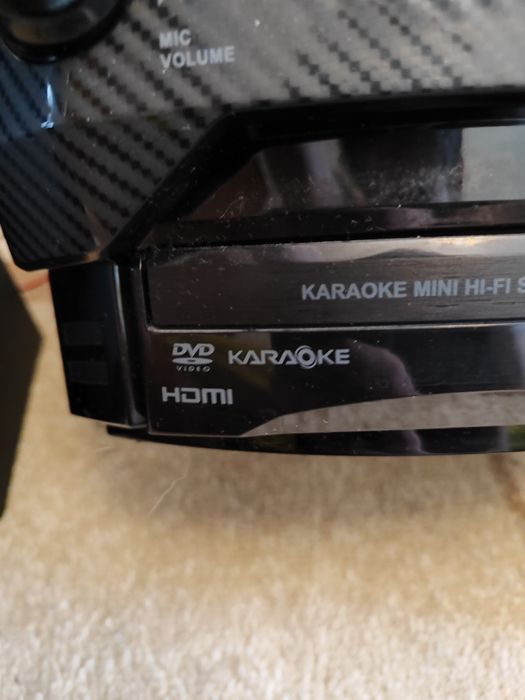 MIC
VOLUME
KARAOKE MINI HI-FI S
DVD
VIDEO
KARAOKE
HDMI